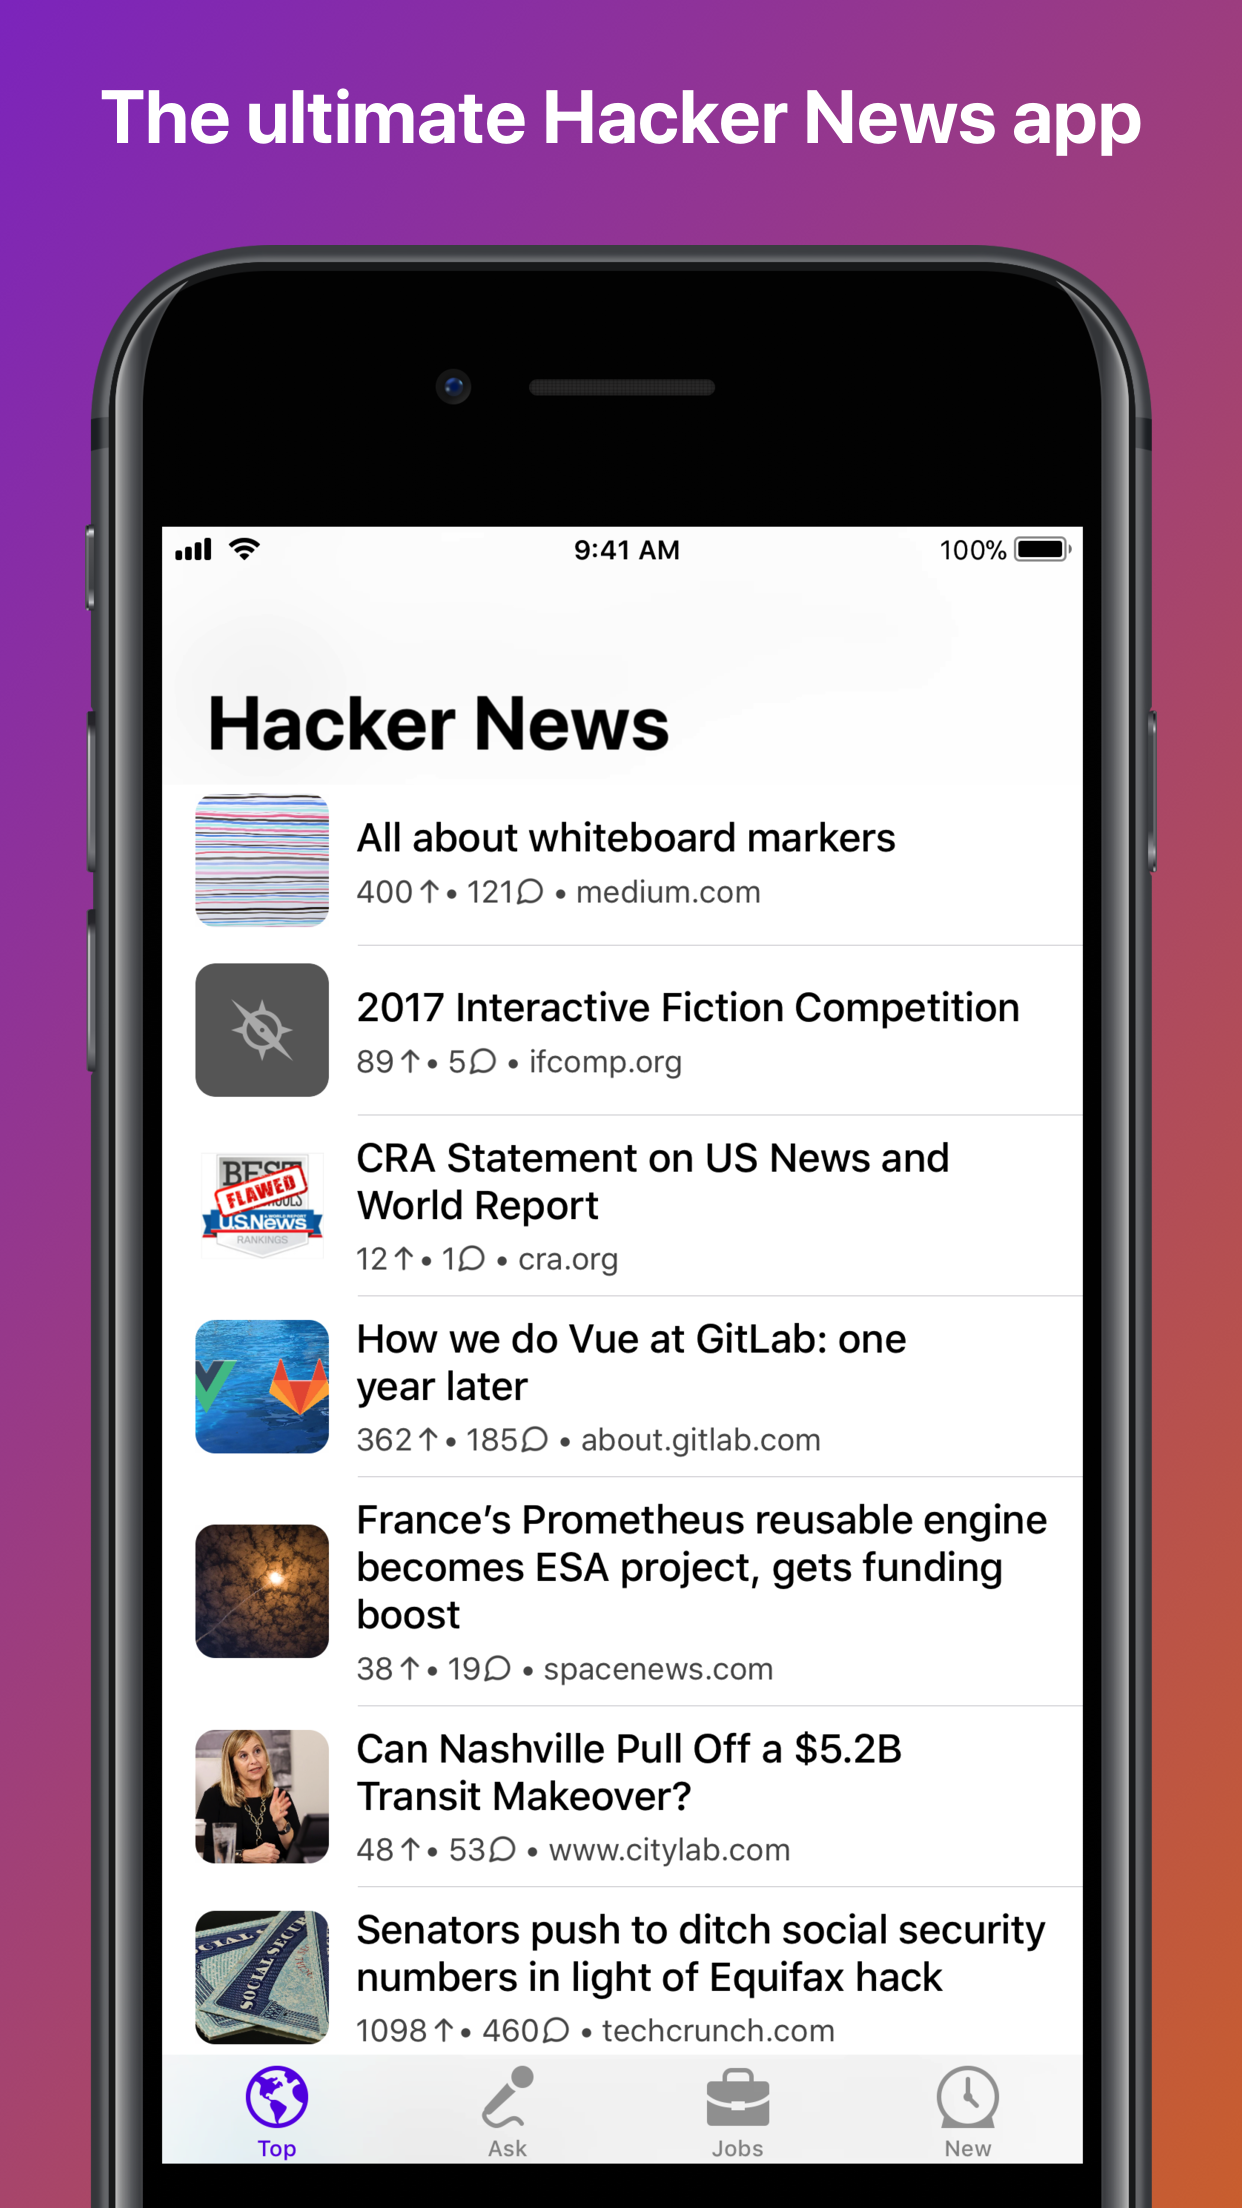 The ultimate Hacker News app
9:41 AM
100%
Hacker News
All about whiteboard markers
400↑ • 121 • medium.com
2017 Interactive Fiction Competition
89↑ • 5 • ifcomp.org
BEST
FLAWED
U.S.News
RANKINGS
CRA Statement on US News and
World Report
12↑ • 1 • cra.org
How we do Vue at GitLab: one
year later
362↑ • 185 • about.gitlab.com
France’s Prometheus reusable engine
becomes ESA project, gets funding
boost
38↑ • 19 • spacenews.com
Can Nashville Pull Off a $5.2B
Transit Makeover?
48↑ • 53 • www.citylab.com
SOCIAL SECUR
Senators push to ditch social security
numbers in light of Equifax hack
1098↑ • 460 • techcrunch.com
Top
Ask
Jobs
New